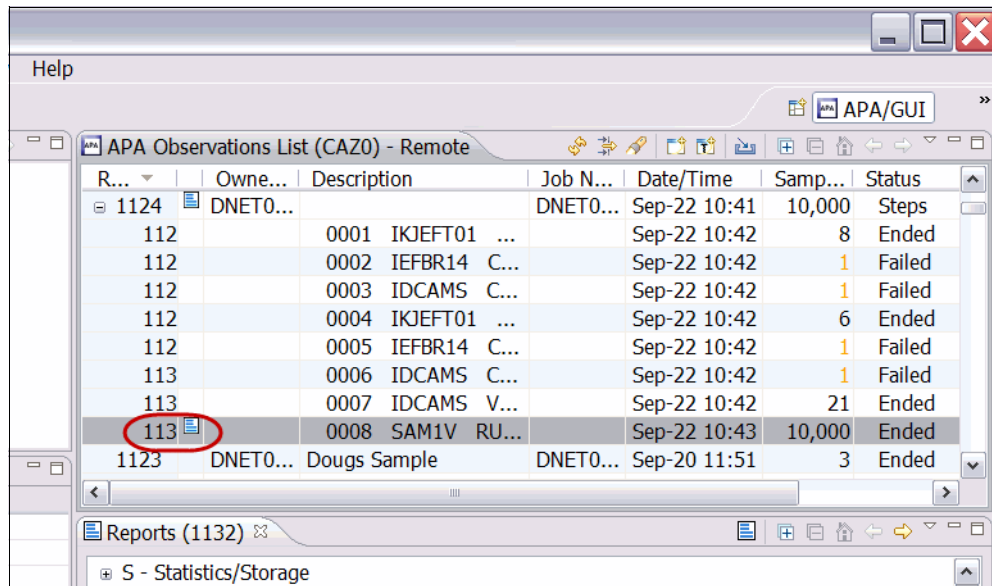 Help
APA/GUI »
APA Observations List (CAZ0) - Remote
R... Owne... Description Job N... Date/Time Samp... Status
1124 DNET0... DNET0... Sep-22 10:41 10,000 Steps
112 0001 IKJEFT01 ... Sep-22 10:42 8 Ended
112 0002 IEFBR14 C... Sep-22 10:42 1 Failed
112 0003 IDCAMS C... Sep-22 10:42 1 Failed
112 0004 IKJEFT01 ... Sep-22 10:42 6 Ended
112 0005 IEFBR14 C... Sep-22 10:42 1 Failed
113 0006 IDCAMS C... Sep-22 10:42 1 Failed
113 0007 IDCAMS V... Sep-22 10:42 21 Ended
113 0008 SAM1V RU... Sep-22 10:43 10,000 Ended
1123 DNET0... Dougs Sample DNET0... Sep-20 11:51 3 Ended
Reports (1132)
S - Statistics/Storage